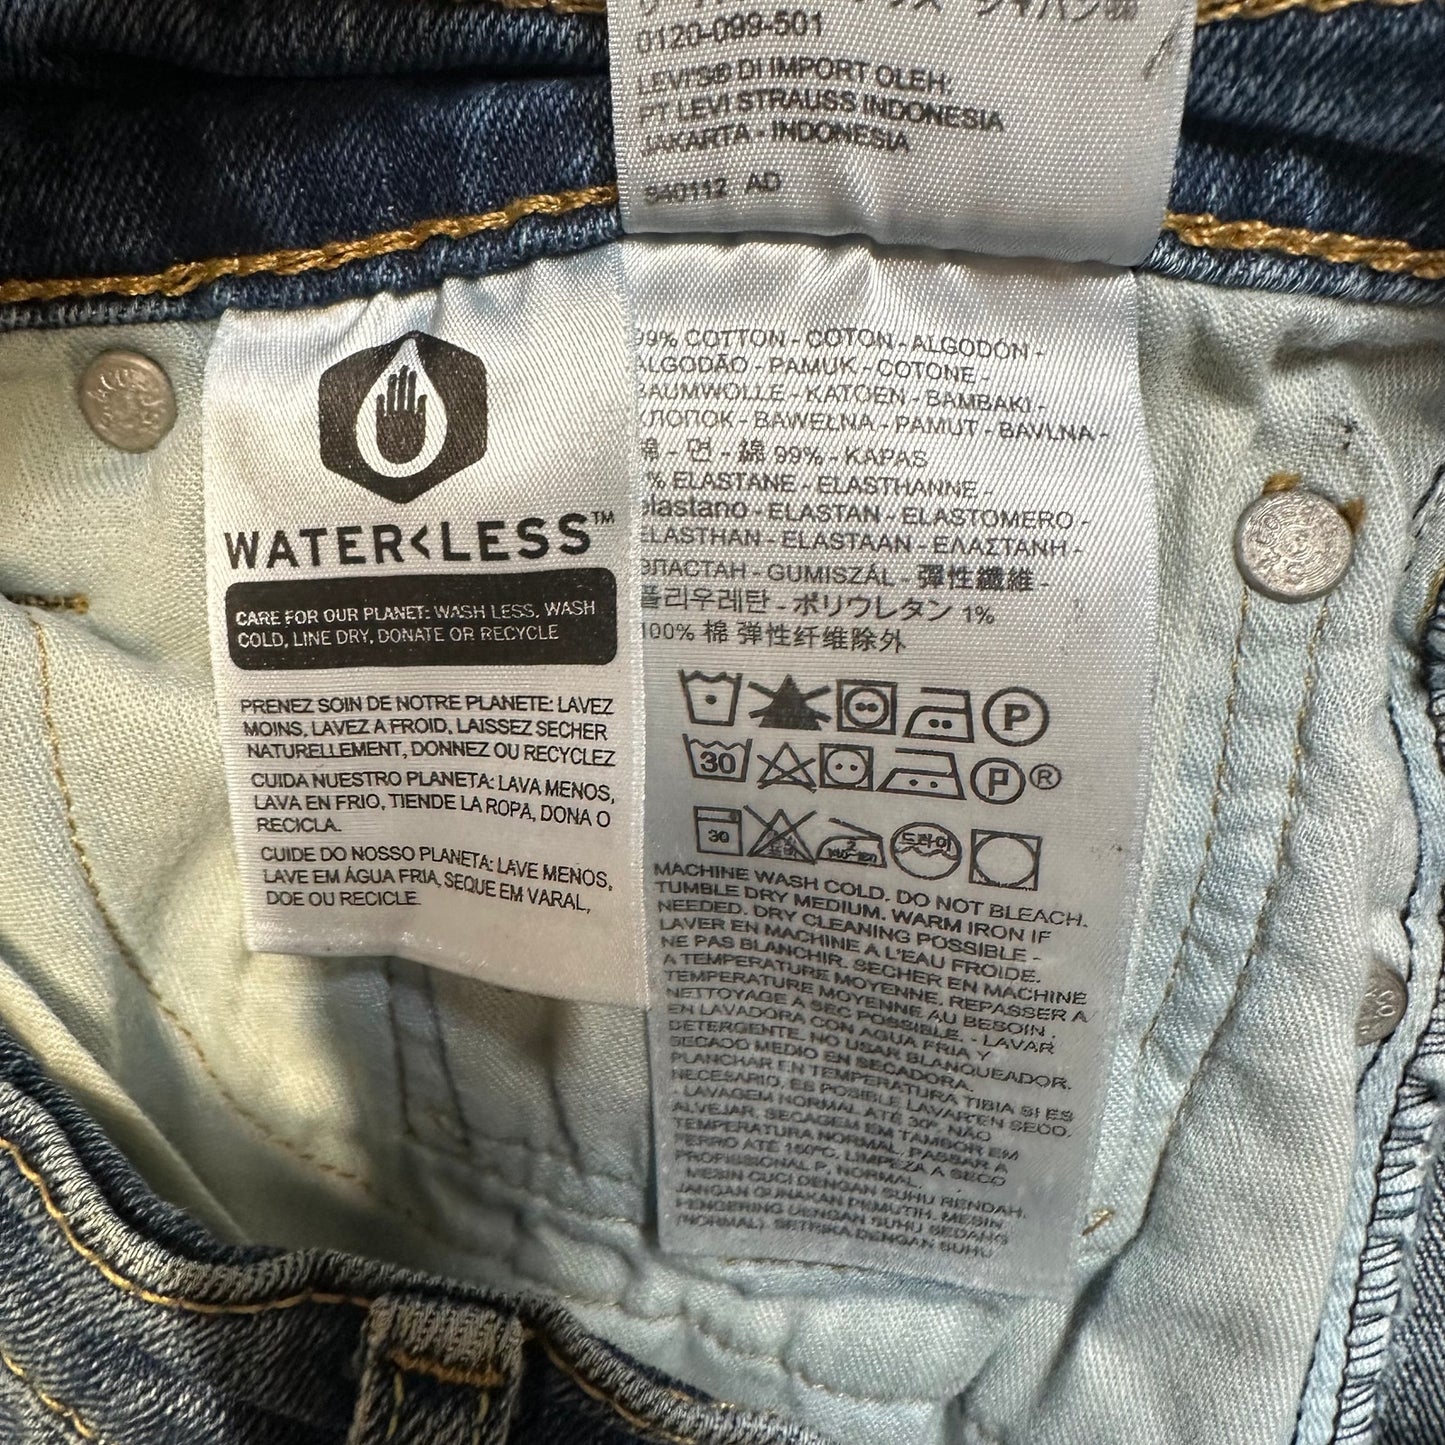 0120-099-501
LEVI'S® DI IMPORT OLEH:
PT LEVI STRAUSS INDONESIA
JAKARTA - INDONESIA
AD
WATER<LESS™
CARE FOR OUR PLANET: WASH LESS, WASH
COLD, LINE DRY, DONATE OR RECYCLE
PRENEZ SOIN DE NOTRE PLANETE: LAVEZ
MOINS, LAVEZ A FROID, LAISSEZ SECHER
NATURELLEMENT, DONNEZ OU RECYCLEZ
CUIDA NUESTRO PLANETA: LAVA MENOS,
LAVA EN FRIO, TIENDE LA ROPA, DONA O
RECICLA.
CUIDE DO NOSSO PLANETA: LAVE MENOS,
LAVE EM ÁGUA FRIA, SEQUE EM VARAL,
DOE OU RECICLE.
99% COTTON - COTON - ALGODÓN -
ALGODÃO - PAMUK - COTONE -
BAUMWOLLE - KATOEN - BAMBAKI -
ХЛОПОК - BAWEŁNA - PAMUT - BAVLNA -
棉 - 면 - 綿 99% - KAPAS
1% ELASTANE - ELASTHANNE -
elastano - ELASTAN - ELASTOMERO -
ELASTHAN - ELASTAAN - ΕΛΑΣΤΑΝΗ -
ЭЛАСТАН - GUMISZÁL - 彈性纖維 -
폴리우레탄 - ポリウレタン 1%
100% 棉 弹性纤维除外
P
30 P ®
30 드라이
MACHINE WASH COLD. DO NOT BLEACH.
TUMBLE DRY MEDIUM. WARM IRON IF
NEEDED. DRY CLEANING POSSIBLE -
LAVER EN MACHINE A L'EAU FROIDE.
NE PAS BLANCHIR. SECHER EN MACHINE
A TEMPERATURE MOYENNE. REPASSER A
TEMPERATURE MOYENNE AU BESOIN.
NETTOYAGE A SEC POSSIBLE. - LAVAR
EN LAVADORA CON AGUA FRIA Y
DETERGENTE. NO USAR BLANQUEADOR.
SECADO MEDIO EN SECADORA.
PLANCHAR EN TEMPERATURA TIBIA SI ES
NECESARIO. ES POSIBLE LAVAR EN SECO.
- LAVAGEM NORMAL ATÉ 30º. NÃO
ALVEJAR. SECAGEM EM TAMBOR EM
TEMPERATURA NORMAL. PASSAR A
FERRO ATÉ 150ºC. LIMPEZA A SECO
PROFISSIONAL P, NORMAL.
- MESIN CUCI DENGAN SUHU RENDAH.
JANGAN GUNAKAN PEMUTIH. MESIN
PENGERING DENGAN SUHU SEDANG
(NORMAL). SETRIKA DENGAN SUHU